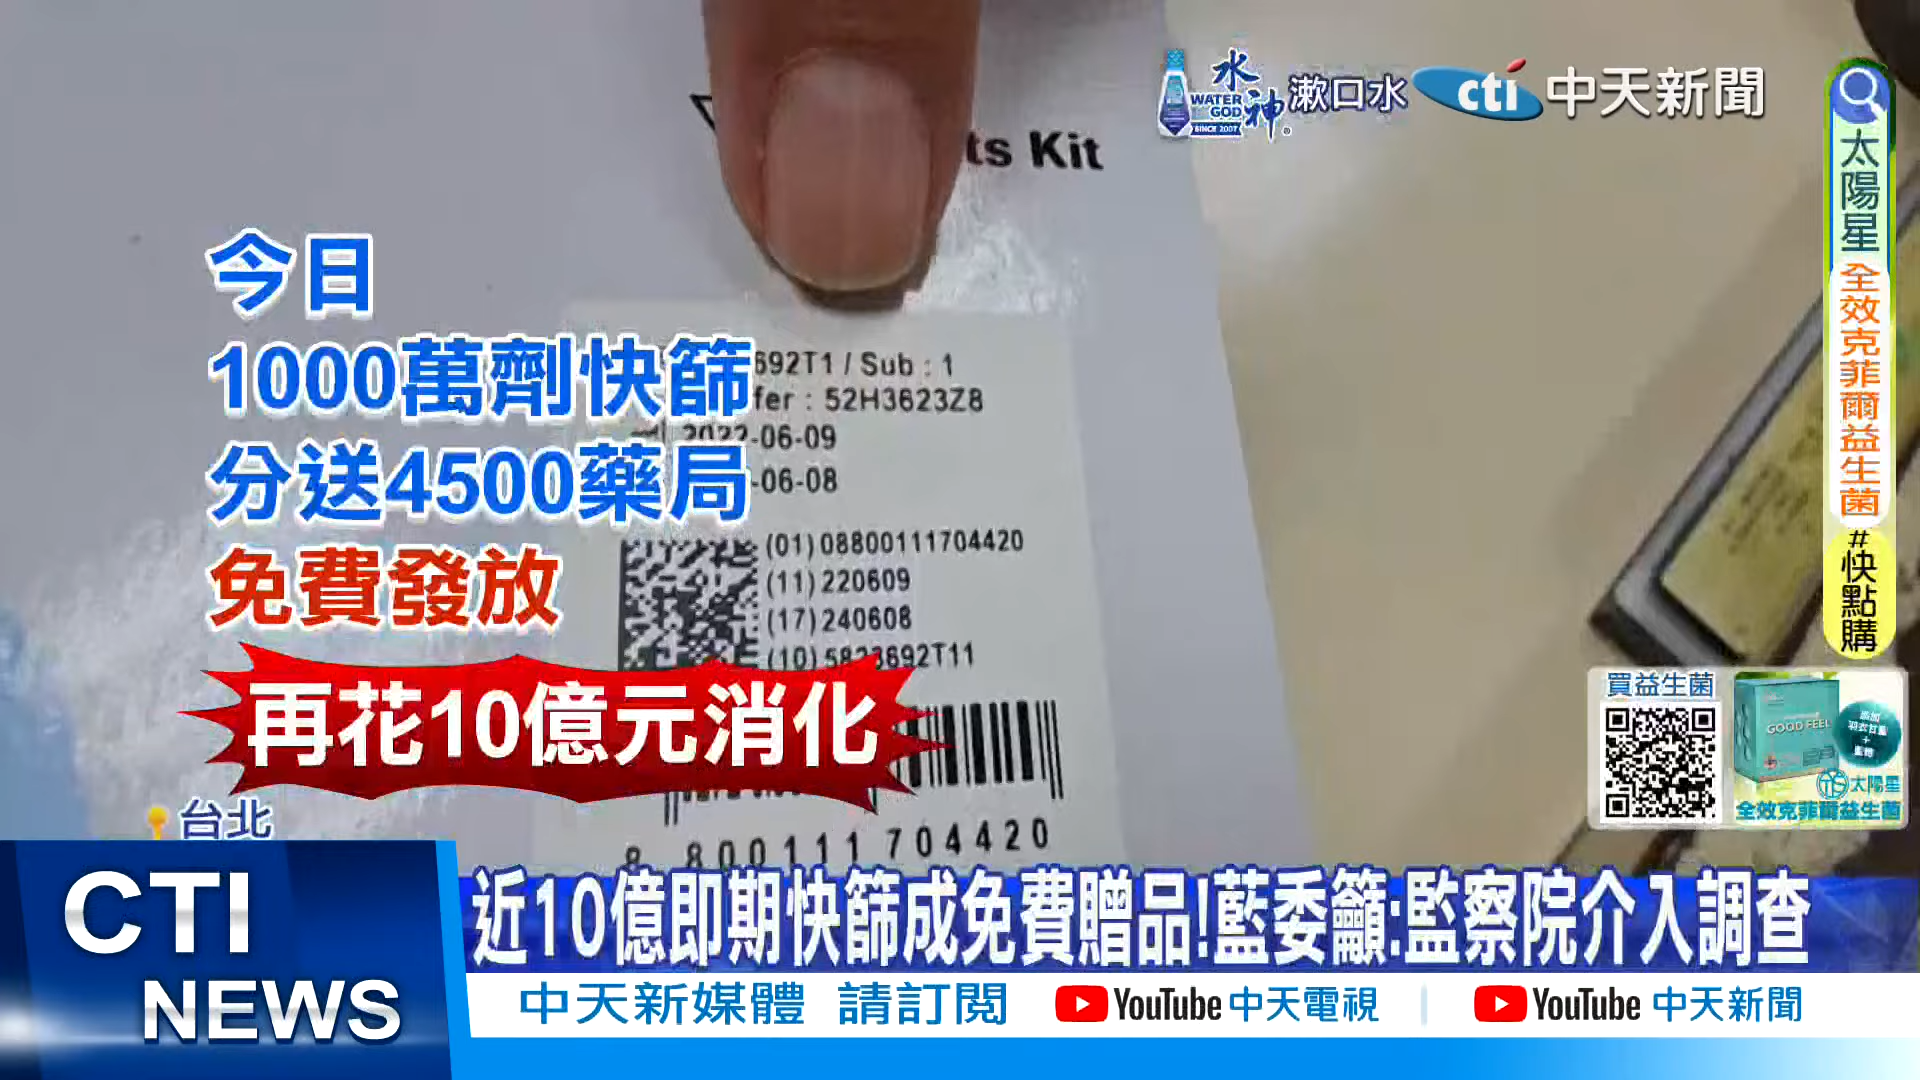 水神
WATER GOD
SINCE 2007
漱口水
cti 中天新聞
ts Kit
今日
1000萬劑快篩
分送4500藥局
免費發放
再花10億元消化
692T1 / Sub : 1
fer : 52H3623Z8
2022-06-09
-06-08
(01)08800111704420
(11)220609
(17)240608
(10)5823692T11
8 800111 704420
太陽星
全效克菲爾益生菌
#快點購
買益生菌
GOOD FEEL
太陽星
全效克菲爾益生菌
台北
CTI NEWS
近10億即期快篩成免費贈品!藍委籲:監察院介入調查
中天新媒體 請訂閱 YouTube 中天電視 | YouTube 中天新聞